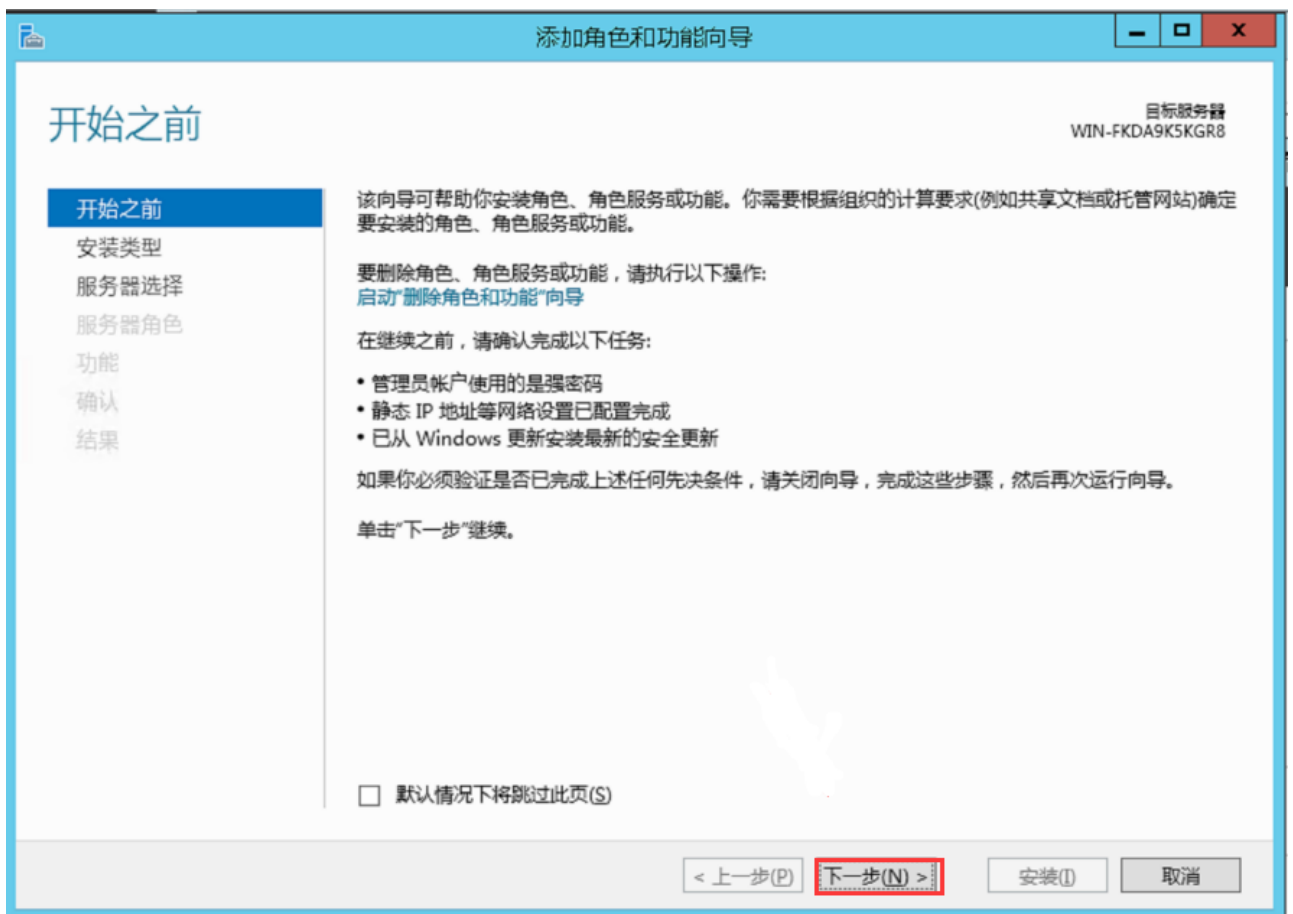 添加角色和功能向导
开始之前
目标服务器
WIN-FKDA9K5KGR8
开始之前
安装类型
服务器选择
服务器角色
功能
确认
结果
该向导可帮助你安装角色、角色服务或功能。你需要根据组织的计算要求(例如共享文档或托管网站)确定
要安装的角色、角色服务或功能。
要删除角色、角色服务或功能，请执行以下操作:
启动"删除角色和功能"向导
在继续之前，请确认完成以下任务:
• 管理员帐户使用的是强密码
• 静态 IP 地址等网络设置已配置完成
• 已从 Windows 更新安装最新的安全更新
如果你必须验证是否已完成上述任何先决条件，请关闭向导，完成这些步骤，然后再次运行向导。
单击"下一步"继续。
默认情况下将跳过此页(S)
< 上一步(P)
下一步(N) >
安装(I)
取消